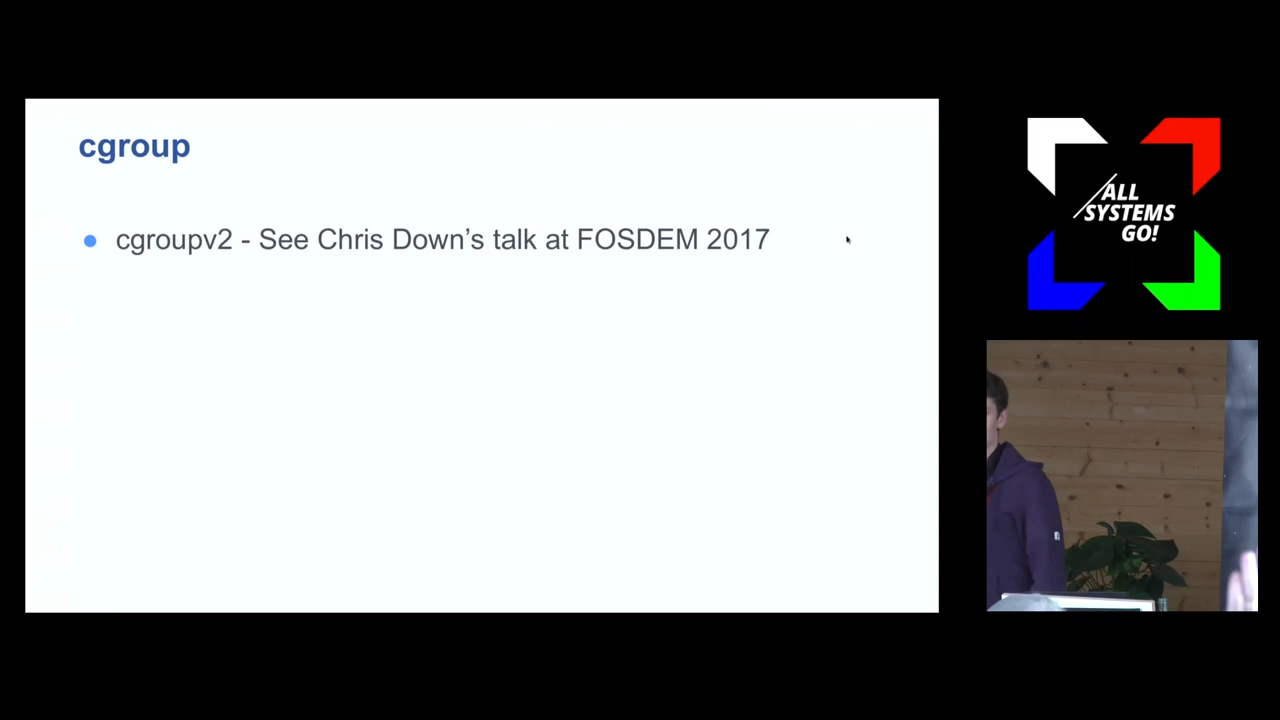 cgroup
cgroupv2 - See Chris Down’s talk at FOSDEM 2017
ALL
SYSTEMS
GO!